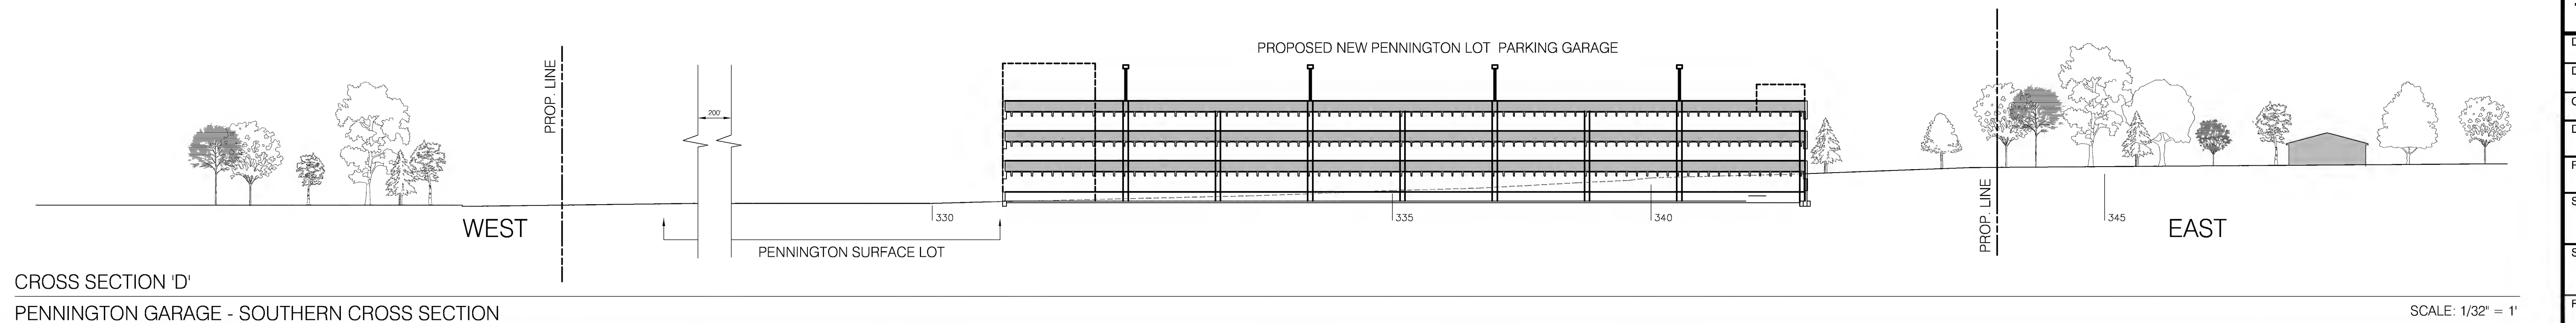 PROPOSED NEW PENNINGTON LOT PARKING GARAGE
PROP. LINE
200'
330
335
340
345
PROP. LINE
WEST
EAST
PENNINGTON SURFACE LOT
CROSS SECTION 'D'
PENNINGTON GARAGE - SOUTHERN CROSS SECTION
SCALE: 1/32" = 1'